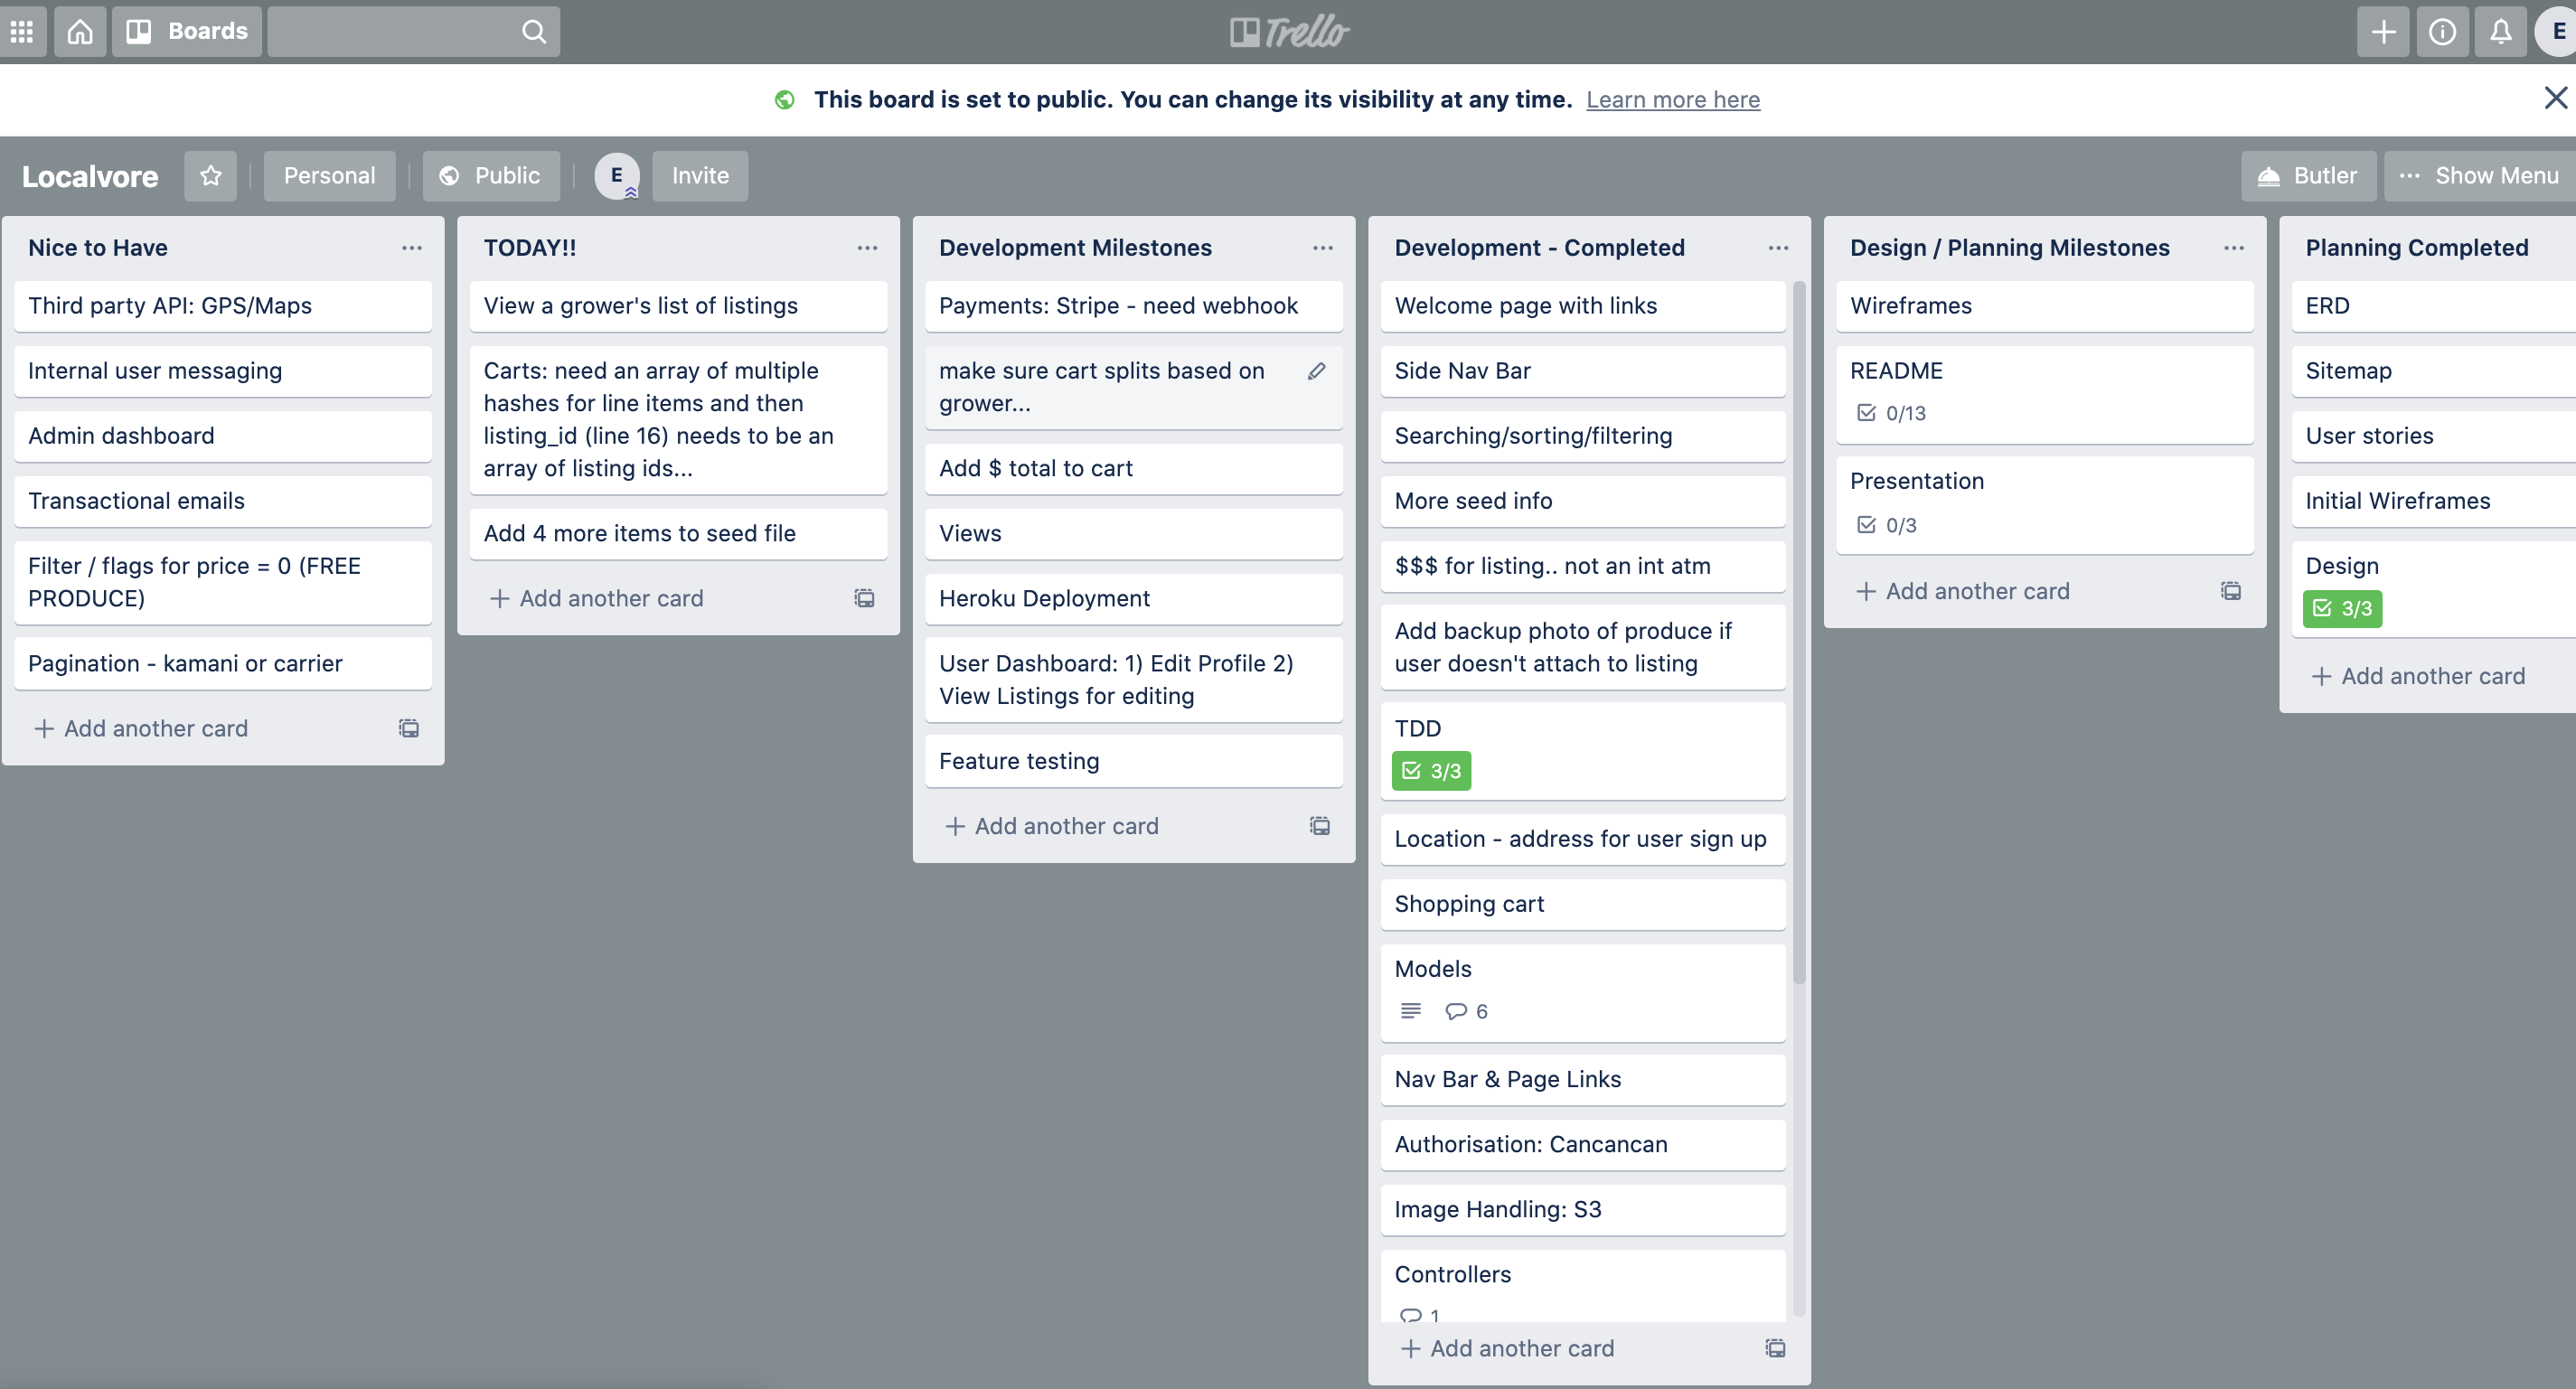 Boards
Trello
E
This board is set to public. You can change its visibility at any time. Learn more here
Localvore
Personal
Public
E
Invite
Butler
Show Menu
Nice to Have
Third party API: GPS/Maps
Internal user messaging
Admin dashboard
Transactional emails
Filter / flags for price = 0 (FREE
PRODUCE)
Pagination - kamani or carrier
+ Add another card
TODAY!!
View a grower's list of listings
Carts: need an array of multiple
hashes for line items and then
listing_id (line 16) needs to be an
array of listing ids...
Add 4 more items to seed file
+ Add another card
Development Milestones
Payments: Stripe - need webhook
make sure cart splits based on
grower...
Add $ total to cart
Views
Heroku Deployment
User Dashboard: 1) Edit Profile 2)
View Listings for editing
Feature testing
+ Add another card
Development - Completed
Welcome page with links
Side Nav Bar
Searching/sorting/filtering
More seed info
$$$ for listing.. not an int atm
Add backup photo of produce if
user doesn't attach to listing
TDD
3/3
Location - address for user sign up
Shopping cart
Models
6
Nav Bar & Page Links
Authorisation: Cancancan
Image Handling: S3
Controllers
1
+ Add another card
Design / Planning Milestones
Wireframes
README
0/13
Presentation
0/3
+ Add another card
Planning Completed
ERD
Sitemap
User stories
Initial Wireframes
Design
3/3
+ Add another card